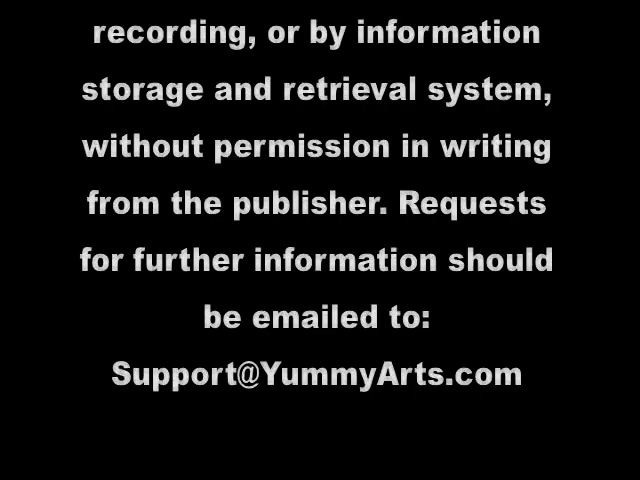 recording, or by information
storage and retrieval system,
without permission in writing
from the publisher. Requests
for further information should
be emailed to:
Support@YummyArts.com